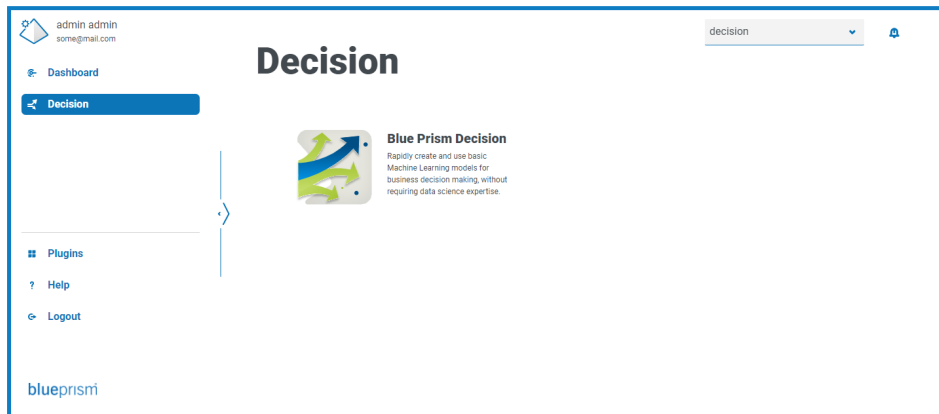 admin admin
some@mail.com
decision
Decision
Dashboard
Decision
Blue Prism Decision
Rapidly create and use basic
Machine Learning models for
business decision making, without
requiring data science expertise.
Plugins
? Help
Logout
blueprism